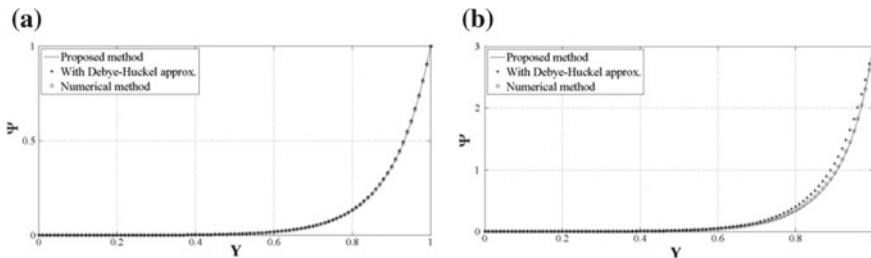 (a)
1
Proposed method
With Debye-Huckel approx.
Numerical method
Ψ
0.5
0
0
0.2
0.4
0.6
0.8
1
Y
(b)
3
Proposed method
With Debye-Huckel approx.
Numerical method
2
Ψ
1
0
0
0.2
0.4
0.6
0.8
1
Y